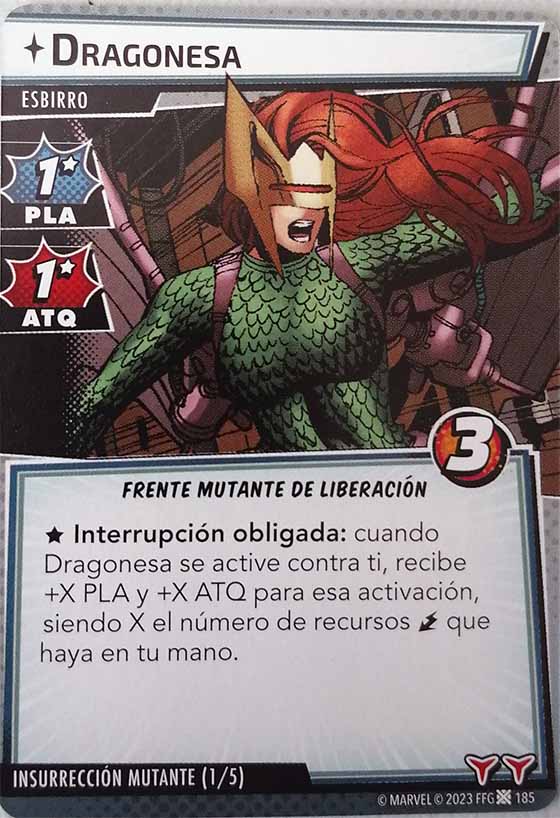 DRAGONESA
ESBIRRO
1
PLA
1
ATQ
3
FRENTE MUTANTE DE LIBERACIÓN
★ Interrupción obligada: cuando
Dragonesa se active contra ti, recibe
+X PLA y +X ATQ para esa activación,
siendo X el número de recursos que
haya en tu mano.
INSURRECCIÓN MUTANTE (1/5)
© MARVEL © 2023 FFG 185